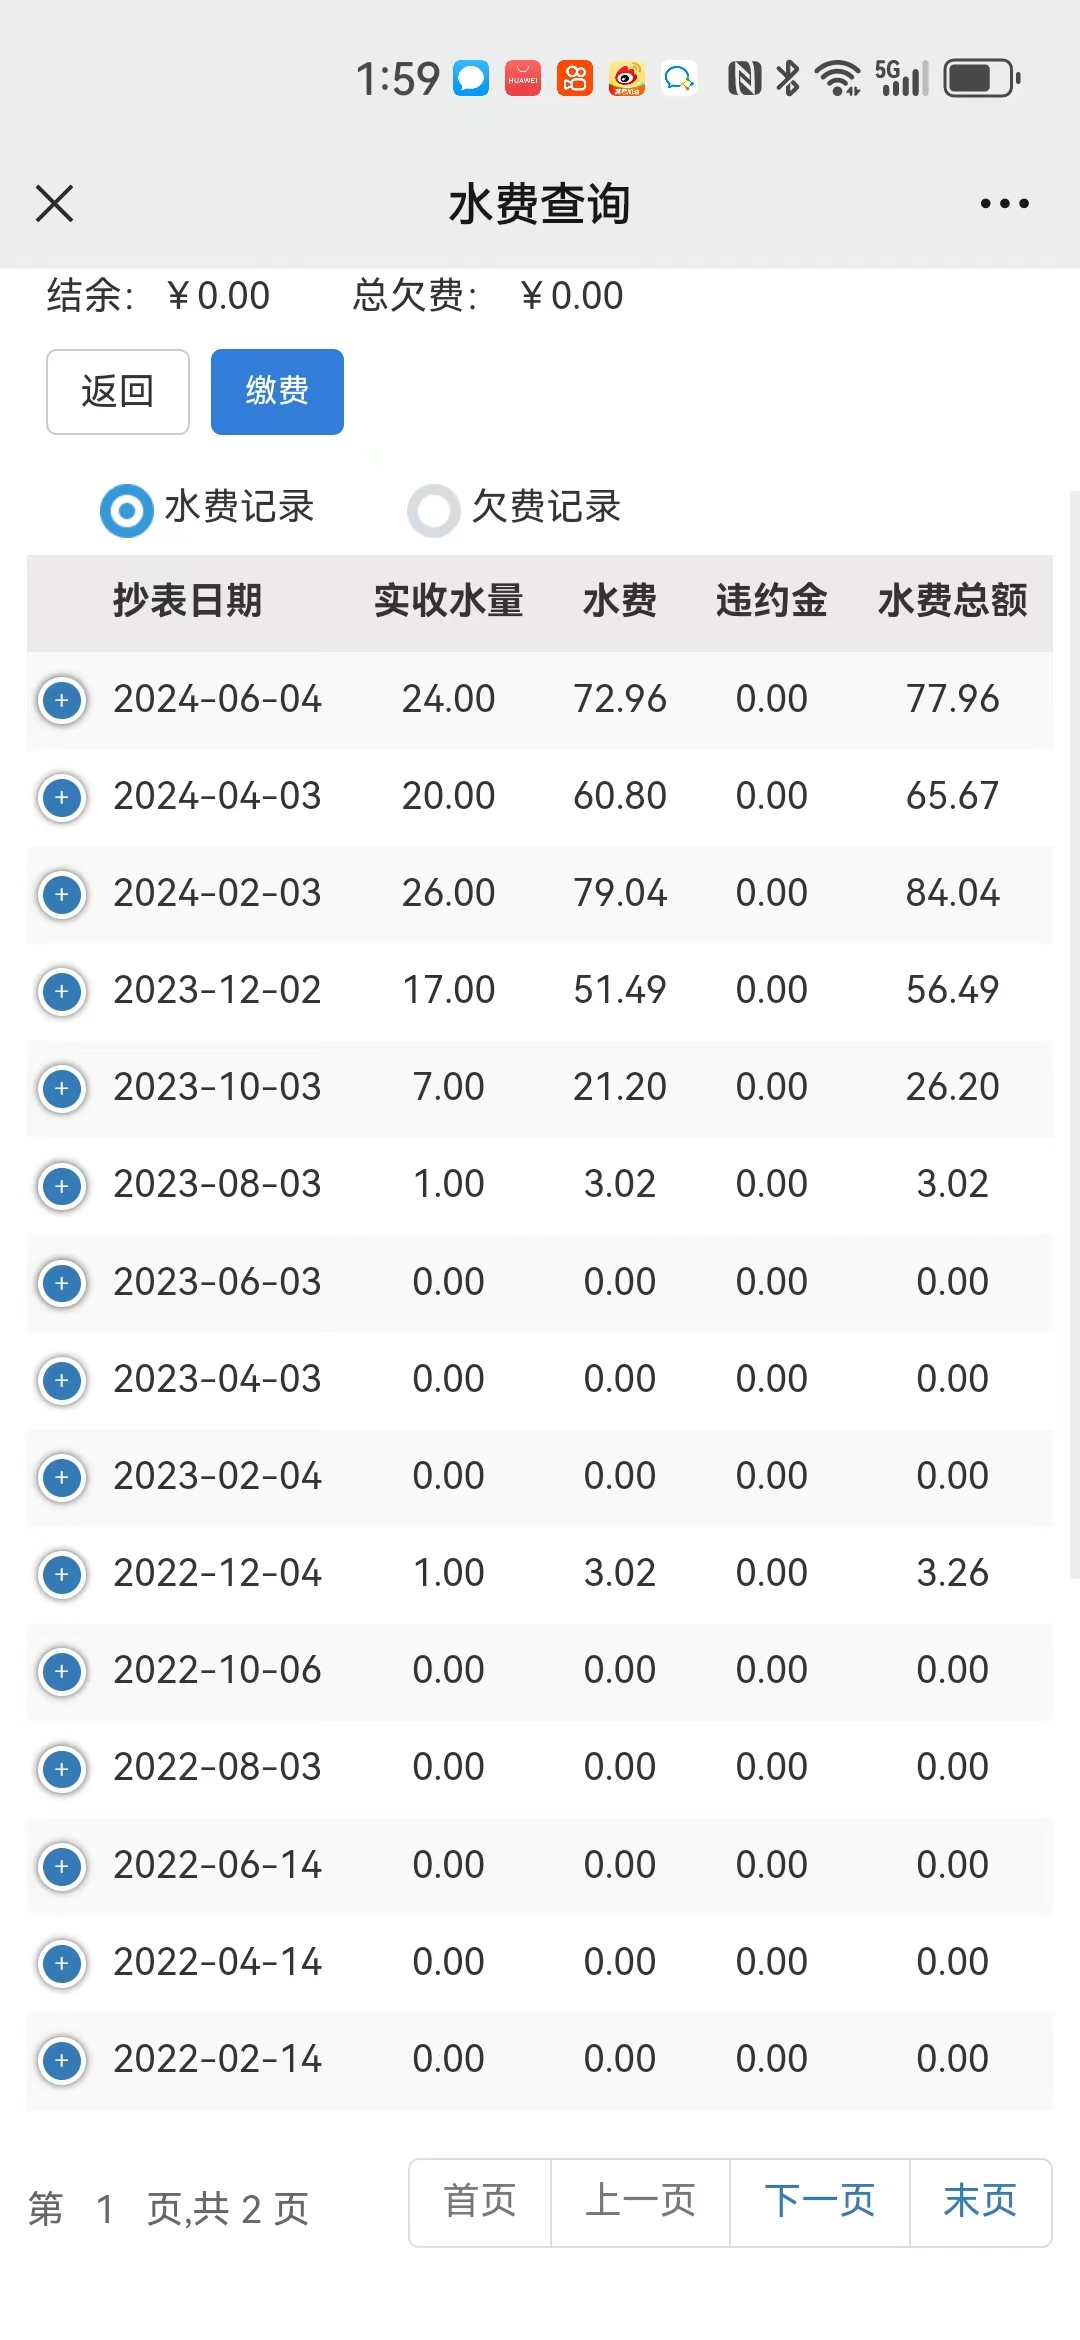 1:59
HUAWEI
5G
水费查询
结余: ￥0.00 总欠费: ￥0.00
返回 缴费
水费记录 欠费记录
抄表日期 实收水量 水费 违约金 水费总额
2024-06-04 24.00 72.96 0.00 77.96
2024-04-03 20.00 60.80 0.00 65.67
2024-02-03 26.00 79.04 0.00 84.04
2023-12-02 17.00 51.49 0.00 56.49
2023-10-03 7.00 21.20 0.00 26.20
2023-08-03 1.00 3.02 0.00 3.02
2023-06-03 0.00 0.00 0.00 0.00
2023-04-03 0.00 0.00 0.00 0.00
2023-02-04 0.00 0.00 0.00 0.00
2022-12-04 1.00 3.02 0.00 3.26
2022-10-06 0.00 0.00 0.00 0.00
2022-08-03 0.00 0.00 0.00 0.00
2022-06-14 0.00 0.00 0.00 0.00
2022-04-14 0.00 0.00 0.00 0.00
2022-02-14 0.00 0.00 0.00 0.00
第 1 页,共 2 页 首页 上一页 下一页 末页